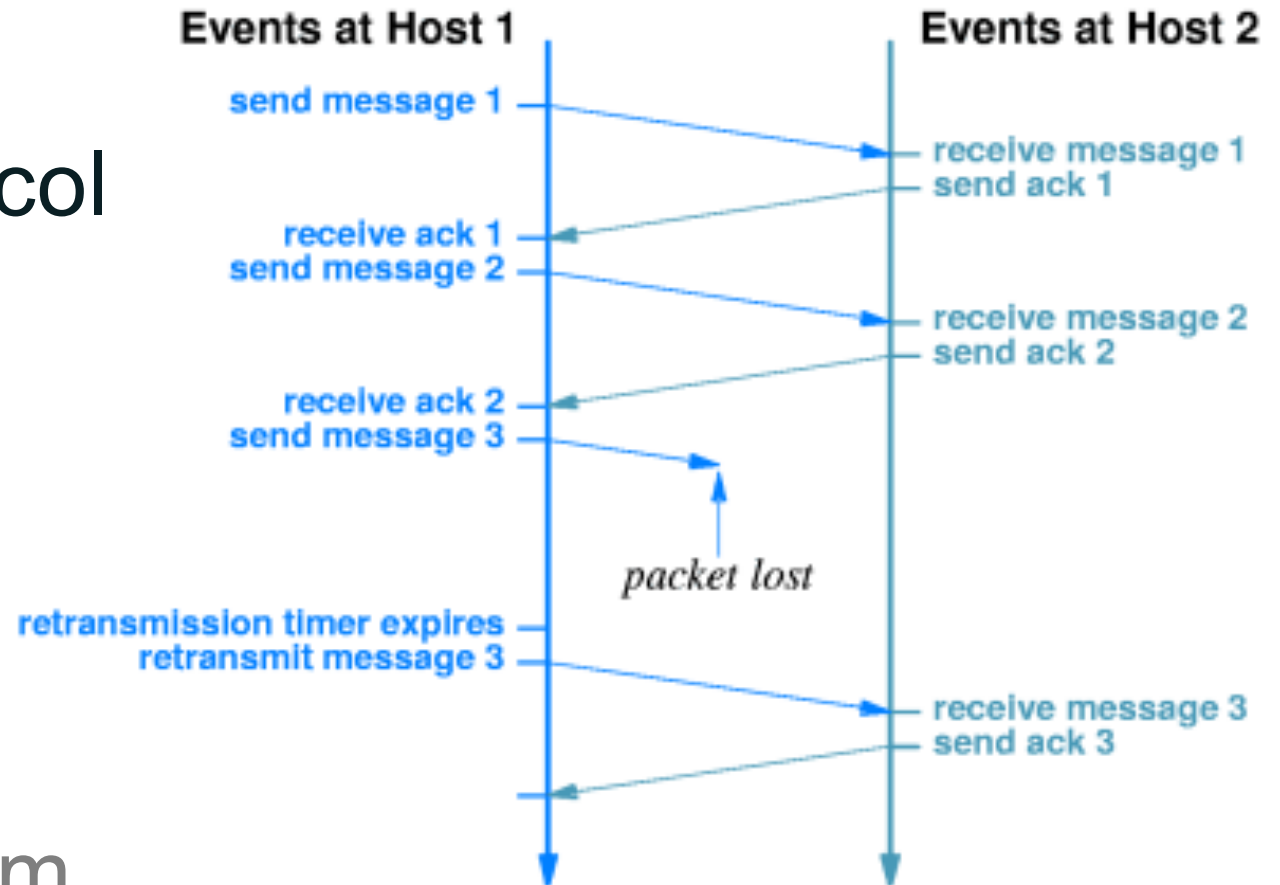 Events at Host 1
Events at Host 2
send message 1
receive message 1
col
send ack 1
receive ack 1
send message 2
receive message 2
send ack 2
receive ack 2
send message 3
packet lost
retransmission timer expires
retransmit message 3
receive message 3
send ack 3
m